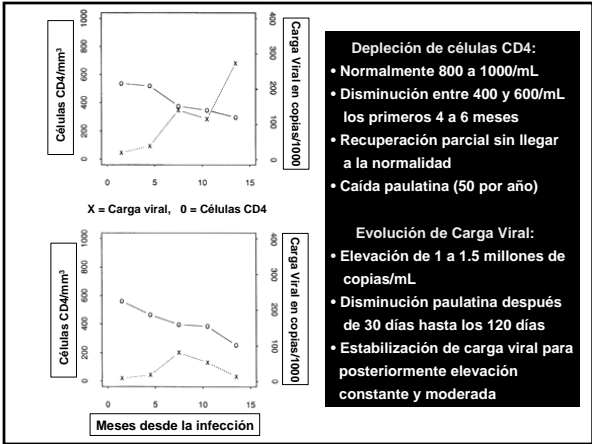 Células CD4/mm³
1000
800
600
400
200
0
Carga Viral en copias/1000
400
300
200
100
0
0
5
10
15
X = Carga viral, 0 = Células CD4
Células CD4/mm³
1000
800
600
400
200
0
Carga Viral en copias/1000
400
300
200
100
0
0
5
10
15
Meses desde la infección
Depleción de células CD4:
• Normalmente 800 a 1000/mL
• Disminución entre 400 y 600/mL
los primeros 4 a 6 meses
• Recuperación parcial sin llegar
a la normalidad
• Caída paulatina (50 por año)
Evolución de Carga Viral:
• Elevación de 1 a 1.5 millones de
copias/mL
• Disminución paulatina después
de 30 días hasta los 120 días
• Estabilización de carga viral para
posteriormente elevación
constante y moderada